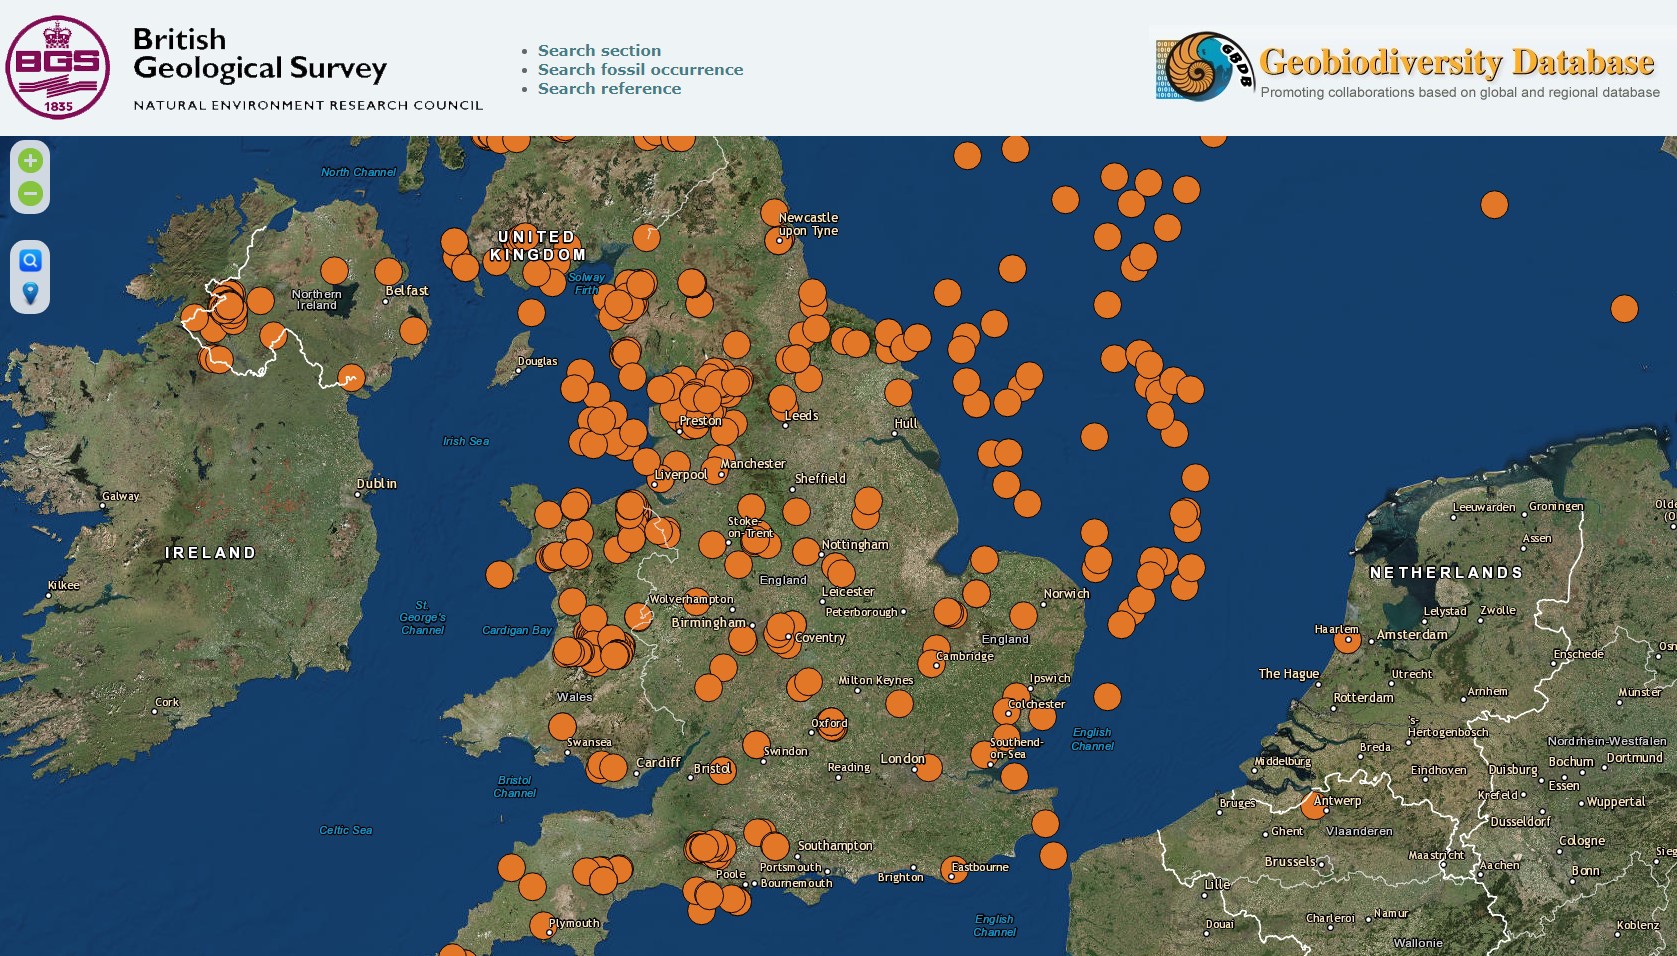 British
Geological Survey
NATURAL ENVIRONMENT RESEARCH COUNCIL
BGS
1835
Search section
Search fossil occurrence
Search reference
GBDB
Geobiodiversity Database
Promoting collaborations based on global and regional database
North Channel
Newcastle
upon Tyne
UNITED
KINGDOM
Solway
Firth
Northern
Ireland
Belfast
Douglas
Leeds
Preston
Hull
Irish Sea
Manchester
Liverpool
Sheffield
Dublin
Galway
Leeuwarden
Groningen
Stoke-
on-Trent
Assen
IRELAND
Nottingham
NETHERLANDS
England
Kilkee
Leicester
Norwich
Wolverhampton
Peterborough
St.
George's
Channel
Lelystad
Zwolle
Cardigan Bay
Birmingham
Coventry
England
Haarlem
Amsterdam
Cambridge
Enschede
The Hague
Utrecht
Milton Keynes
Ipswich
Wales
Rotterdam
Arnhem
Münster
Cork
Colchester
Oxford
's-
Hertogenbosch
English
Channel
Swansea
Southend-
on-Sea
Breda
Nordrhein-Westfalen
Swindon
London
Cardiff
Bristol
Reading
Middelburg
Eindhoven
Duisburg
Bochum
Dortmund
Bristol
Channel
Essen
Krefeld
Bruges
Antwerp
Wuppertal
Celtic Sea
Ghent
Vlaanderen
Dusseldorf
Cologne
Southampton
Maastricht
Brussels
Aachen
Portsmouth
Eastbourne
Poole
Bournemouth
Brighton
Bonn
Lille
Plymouth
English
Channel
Douai
Charleroi
Namur
Koblenz
Wallonie